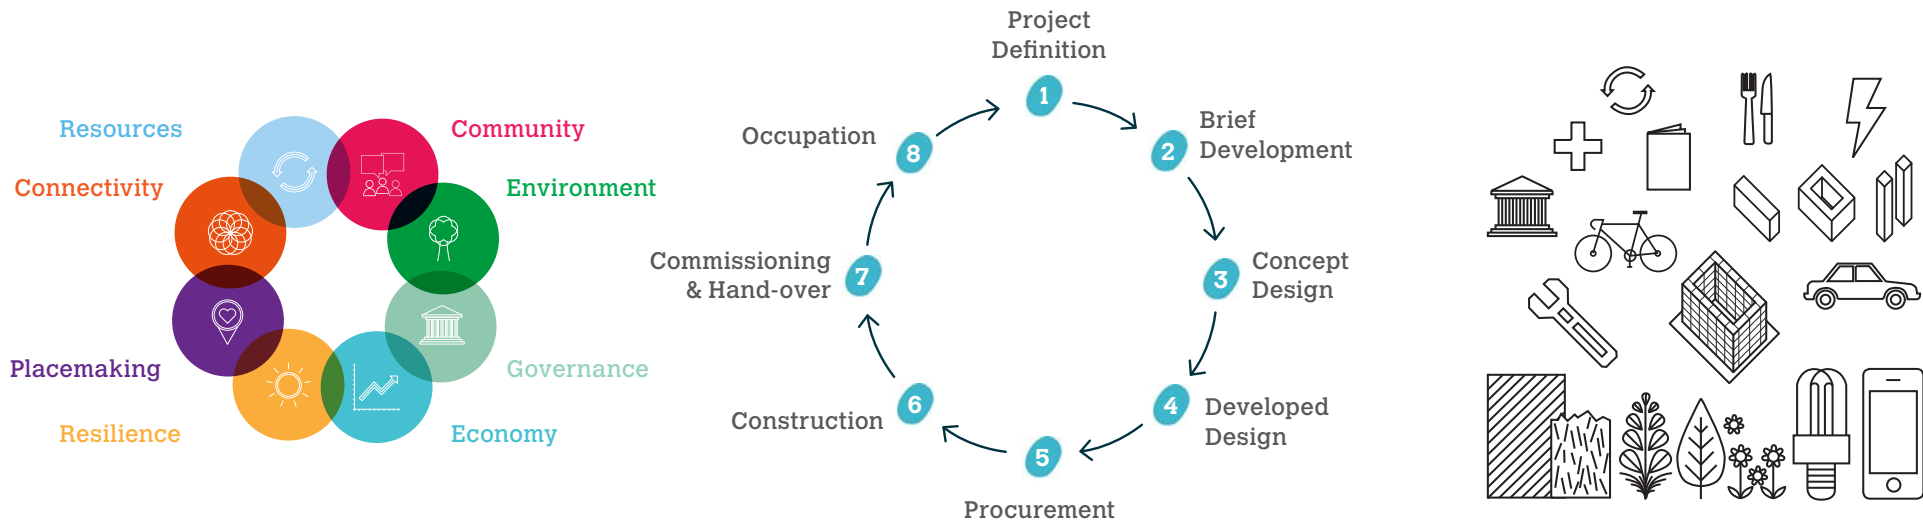 Resources
Community
Connectivity
Environment
Placemaking
Governance
Resilience
Economy
Project
Definition
1
Brief
Development
2
Concept
Design
3
Developed
Design
4
Procurement
5
Construction
6
Commissioning
& Hand-over
7
Occupation
8